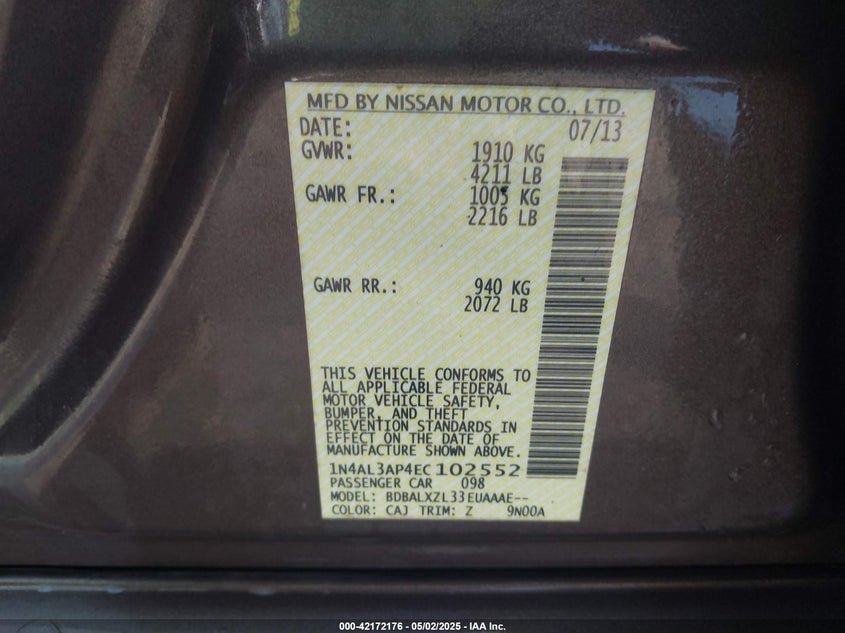 MFD BY NISSAN MOTOR CO., LTD.
DATE: 07/13
GVWR: 1910 KG
4211 LB
GAWR FR.: 1005 KG
2216 LB
GAWR RR.: 940 KG
2072 LB
THIS VEHICLE CONFORMS TO
ALL APPLICABLE FEDERAL
MOTOR VEHICLE SAFETY,
BUMPER, AND THEFT
PREVENTION STANDARDS IN
EFFECT ON THE DATE OF
MANUFACTURE SHOWN ABOVE.
1N4AL3AP4EC102552
PASSENGER CAR 098
MODEL: BDBALXZL33EUAAAE--
COLOR: CAJ TRIM: Z 9N00A
000-42172176 - 05/02/2025 - IAA Inc.